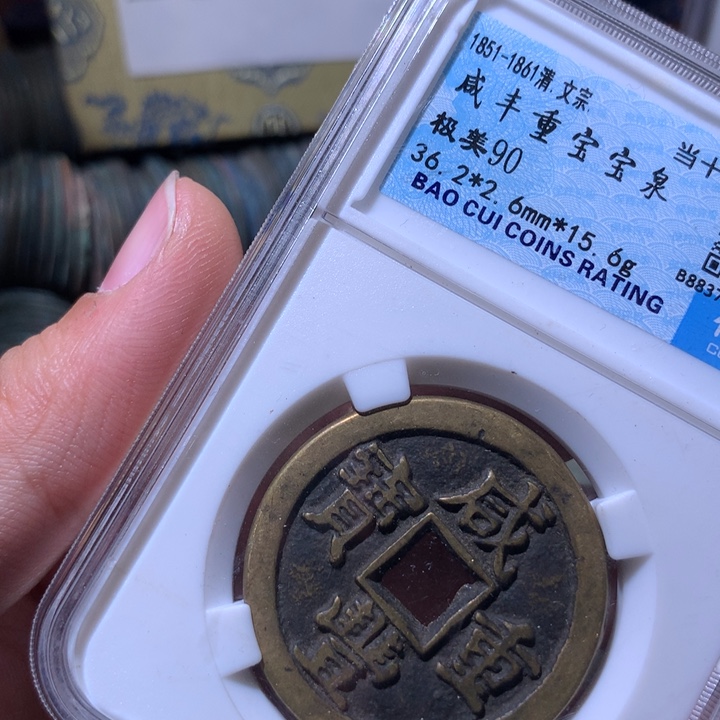 1851-1861清.文宗
咸丰重宝宝泉 当十
极美90
36.2*2.6mm*15.6g
BAO CUI COINS RATING
B883
咸豐重寶